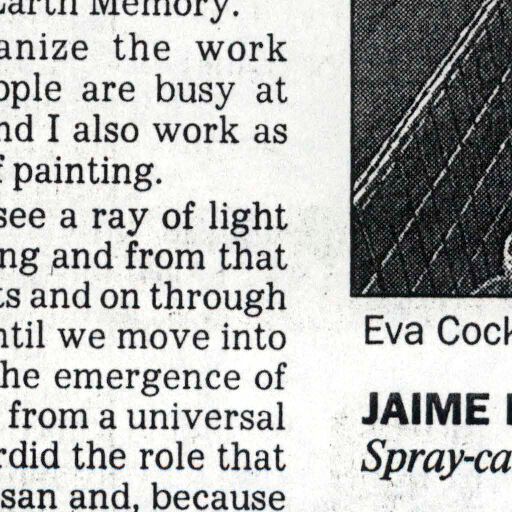 Earth Memory.
anize the work
ople are busy at
nd I also work as
f painting.
see a ray of light
ng and from that
ts and on through
ntil we move into
he emergence of
from a universal
rdid the role that
san and, because
Eva Cock
JAIME
Spray-ca